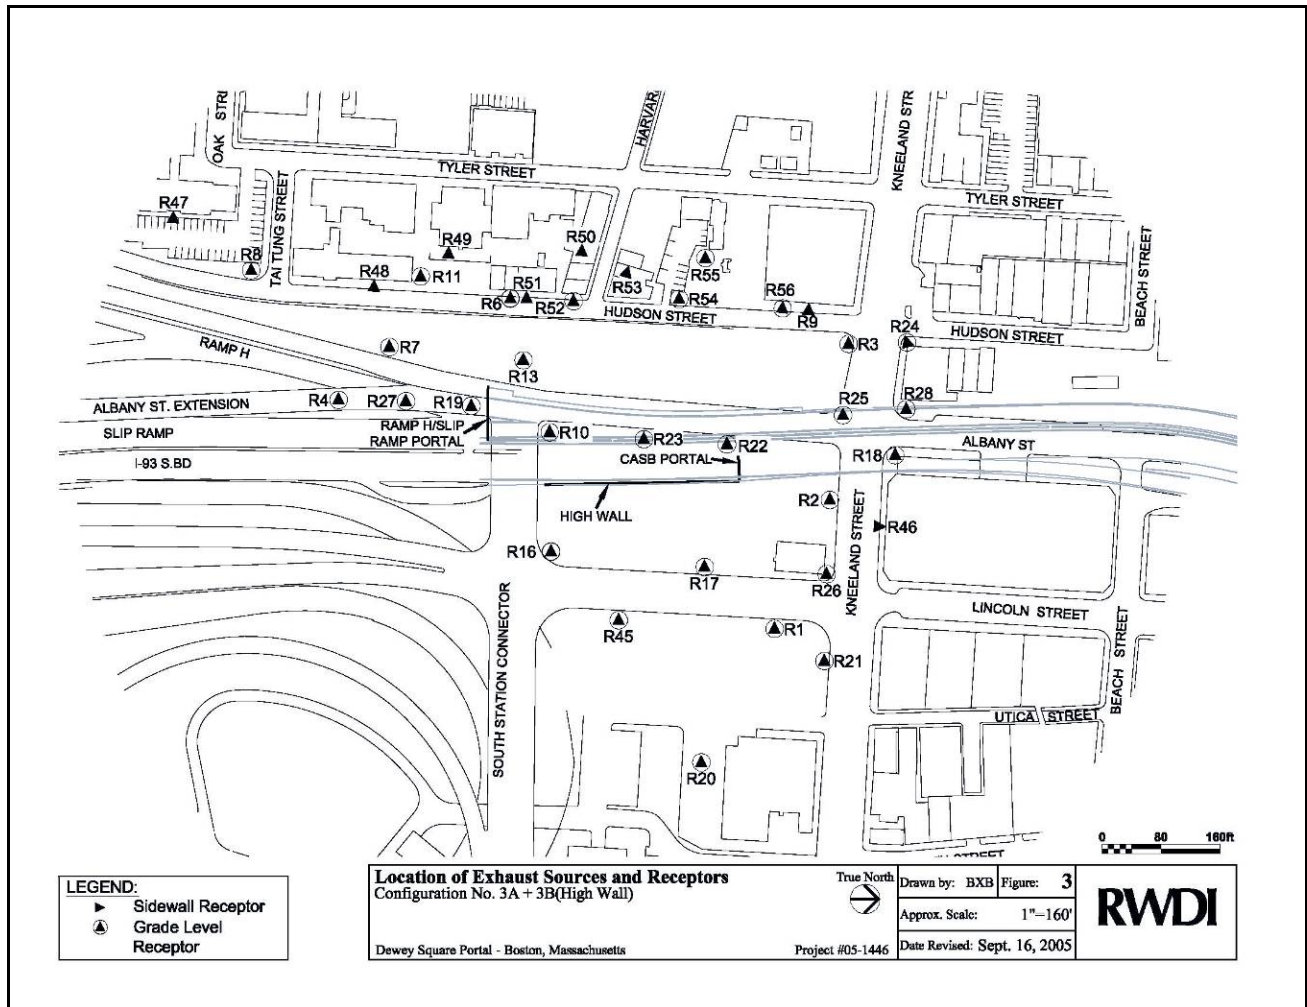 OAK STRE
HARVAR
KNEELAND STR
TYLER STREET
TYLER STREET
R47
TAI TUNG STREET
R8
R49
R50
R48
R11
R53
R55
R51
R6
R52
R54
R56
R9
HUDSON STREET
HUDSON STREET
BEACH STREET
R24
R3
RAMP H
R7
R13
R4
R27
R19
R25
R28
ALBANY ST. EXTENSION
SLIP RAMP
RAMP H/SLIP
RAMP PORTAL
R10
R23
R22
ALBANY ST
CASB PORTAL
R18
I-93 S.BD
R2
HIGH WALL
R46
KNEELAND STREET
R16
R17
R26
SOUTH STATION CONNECTOR
LINCOLN STREET
R45
R1
R21
BEACH STREET
UTICA STREET
R20
STREET
0 80 160ft
LEGEND:
Sidewall Receptor
Grade Level
Receptor
Location of Exhaust Sources and Receptors
Configuration No. 3A + 3B(High Wall)
Dewey Square Portal - Boston, Massachusetts
True North
Project #05-1446
Drawn by: BXB
Figure: 3
Approx. Scale: 1"=160'
Date Revised: Sept. 16, 2005
RWDI